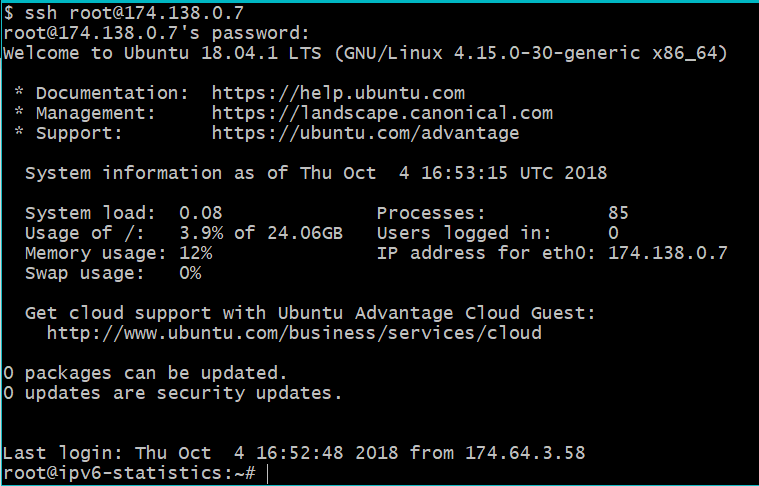 $ ssh root@174.138.0.7
root@174.138.0.7's password:
Welcome to Ubuntu 18.04.1 LTS (GNU/Linux 4.15.0-30-generic x86_64)
* Documentation:  https://help.ubuntu.com
* Management:     https://landscape.canonical.com
* Support:        https://ubuntu.com/advantage
System information as of Thu Oct  4 16:53:15 UTC 2018
System load:  0.08              Processes:           85
Usage of /:   3.9% of 24.06GB   Users logged in:     0
Memory usage: 12%               IP address for eth0: 174.138.0.7
Swap usage:   0%
Get cloud support with Ubuntu Advantage Cloud Guest:
http://www.ubuntu.com/business/services/cloud
0 packages can be updated.
0 updates are security updates.
Last login: Thu Oct  4 16:52:48 2018 from 174.64.3.58
root@ipv6-statistics:~#